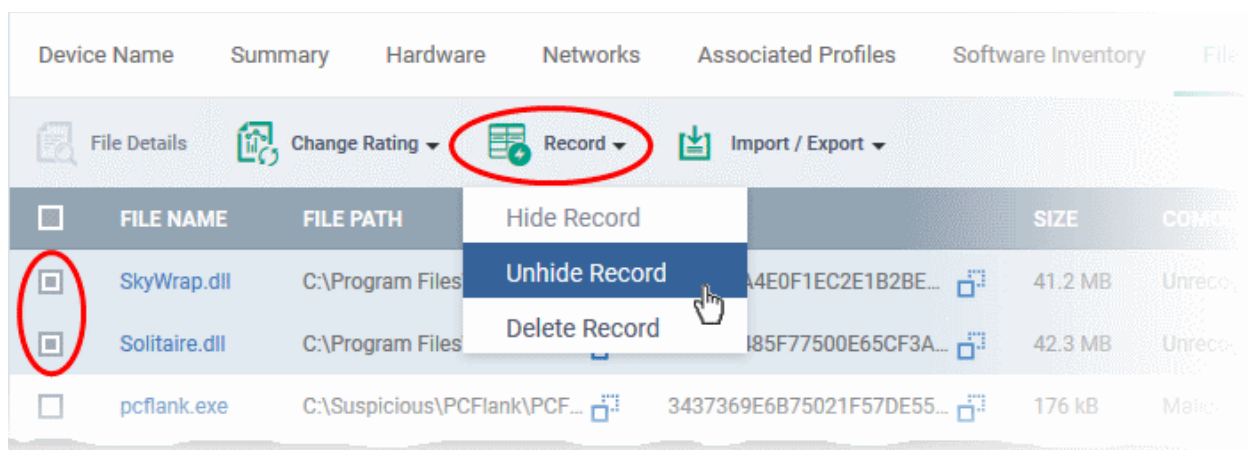 Device Name Summary Hardware Networks Associated Profiles Software Inventory File
File Details Change Rating Record Import / Export
FILE NAME FILE PATH SIZE
Hide Record
SkyWrap.dll C:\Program Files A4E0F1EC2E1B2BE... 41.2 MB
Unhide Record
Delete Record
Solitaire.dll C:\Program Files 485F77500E65CF3A... 42.3 MB
pcflank.exe C:\Suspicious\PCFlank\PCF... 3437369E6B75021F57DE55... 176 kB